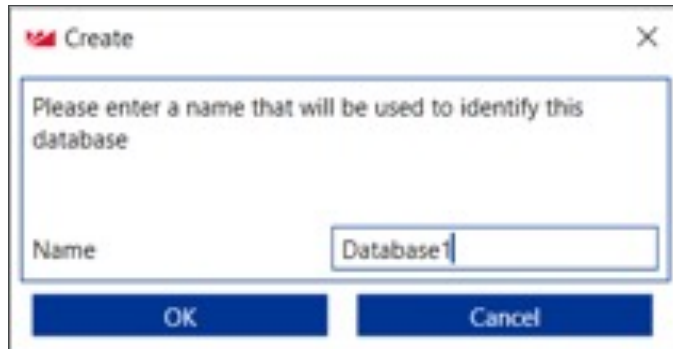 Create
Please enter a name that will be used to identify this
database
Name
Database1
OK
Cancel